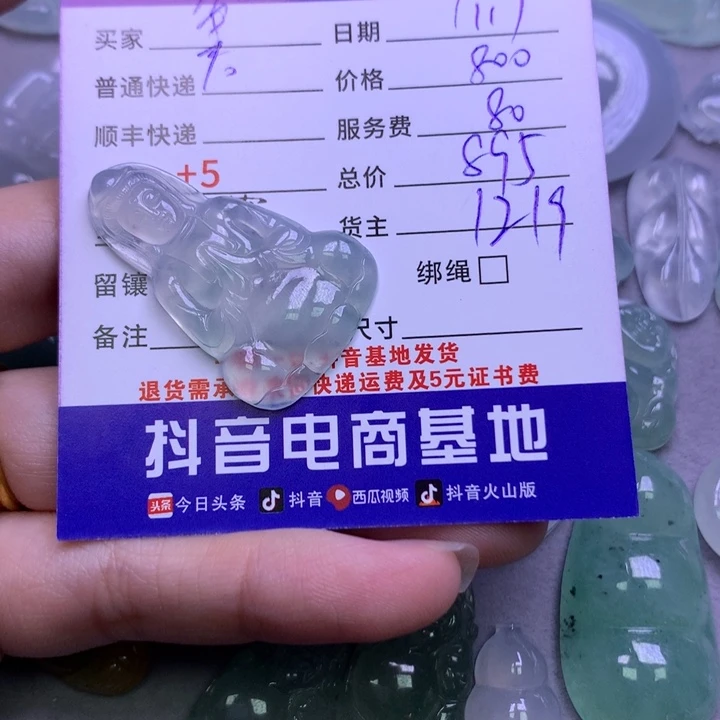 买家 日期 1111
普通快递 价格 800
顺丰快递 服务费 80
+5 总价 895
货主 1219
留镶 绑绳
备注 尺寸
音基地发货
退货需承 快递运费及5元证书费
抖音电商基地
头条 今日头条 抖音 西瓜视频 抖音火山版